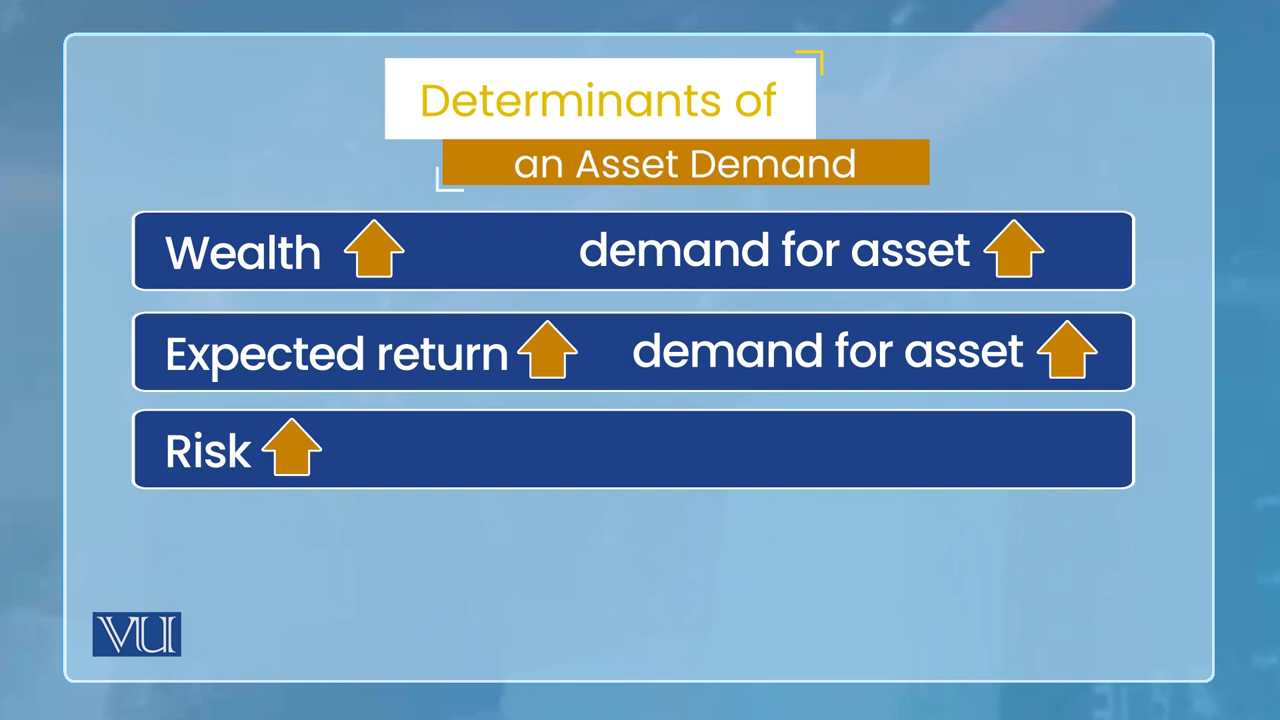 Determinants of
an Asset Demand
Wealth demand for asset
Expected return demand for asset
Risk
VU